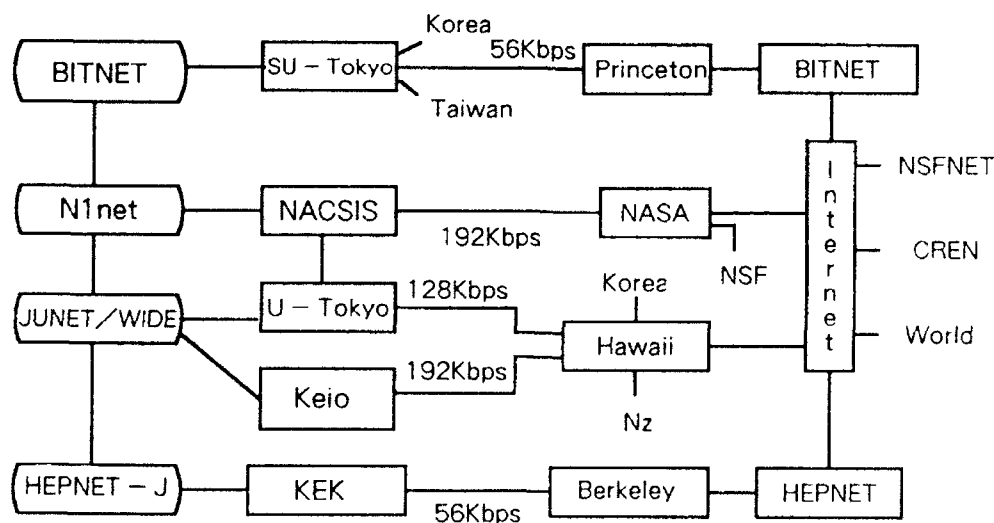 Korea
56Kbps
BITNET
SU - Tokyo
Princeton
BITNET
Taiwan
Internet
NSFNET
N1net
NACSIS
192Kbps
NASA
NSF
CREN
JUNET/WIDE
U - Tokyo
128Kbps
Korea
Hawaii
World
Keio
192Kbps
Nz
HEPNET - J
KEK
56Kbps
Berkeley
HEPNET